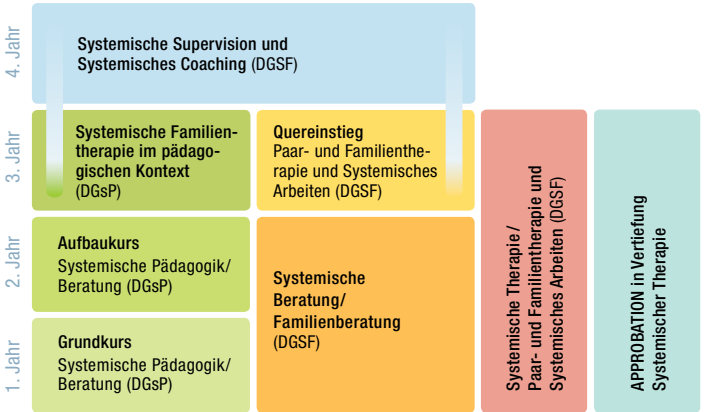 4. Jahr
Systemische Supervision und
Systemisches Coaching (DGSF)
3. Jahr
Systemische Familien-
therapie im pädago-
gischen Kontext
(DGsP)
Quereinstieg
Paar- und Familienthe-
rapie und Systemisches
Arbeiten (DGSF)
2. Jahr
Aufbaukurs
Systemische Pädagogik/
Beratung (DGsP)
Systemische
Beratung/
Familienberatung
(DGSF)
1. Jahr
Grundkurs
Systemische Pädagogik/
Beratung (DGsP)
Systemische Therapie/
Paar- und Familientherapie und
Systemisches Arbeiten (DGSF)
APPROBATION in Vertiefung
Systemischer Therapie